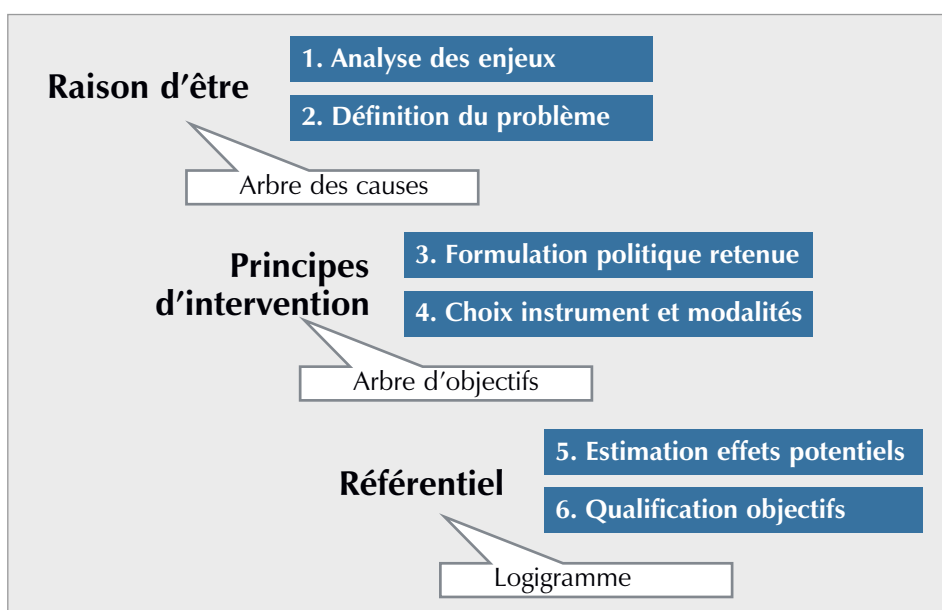 Raison d’être
1. Analyse des enjeux
2. Définition du problème
Arbre des causes
Principes
d’intervention
3. Formulation politique retenue
4. Choix instrument et modalités
Arbre d’objectifs
Référentiel
5. Estimation effets potentiels
6. Qualification objectifs
Logigramme